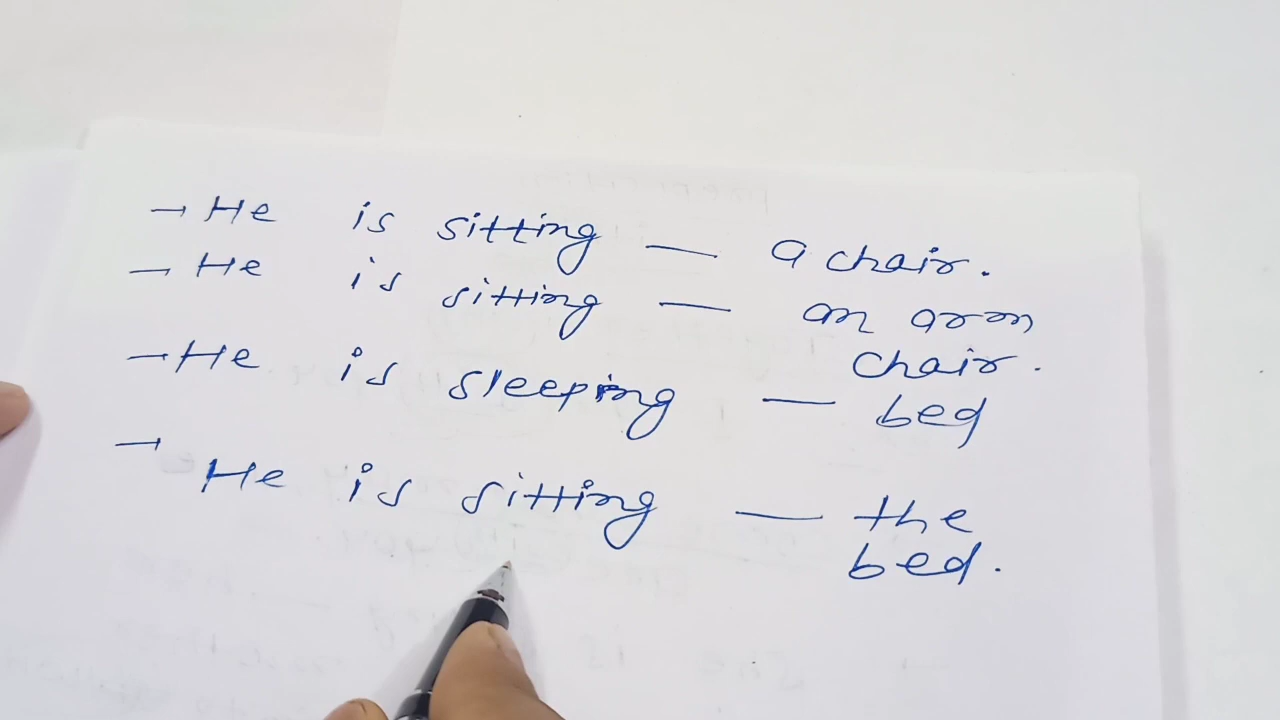 → He is sitting — a chair.
→ He is sitting — an arm
chair.
→ He is sleeping — bed
→ He is sitting — the
bed.